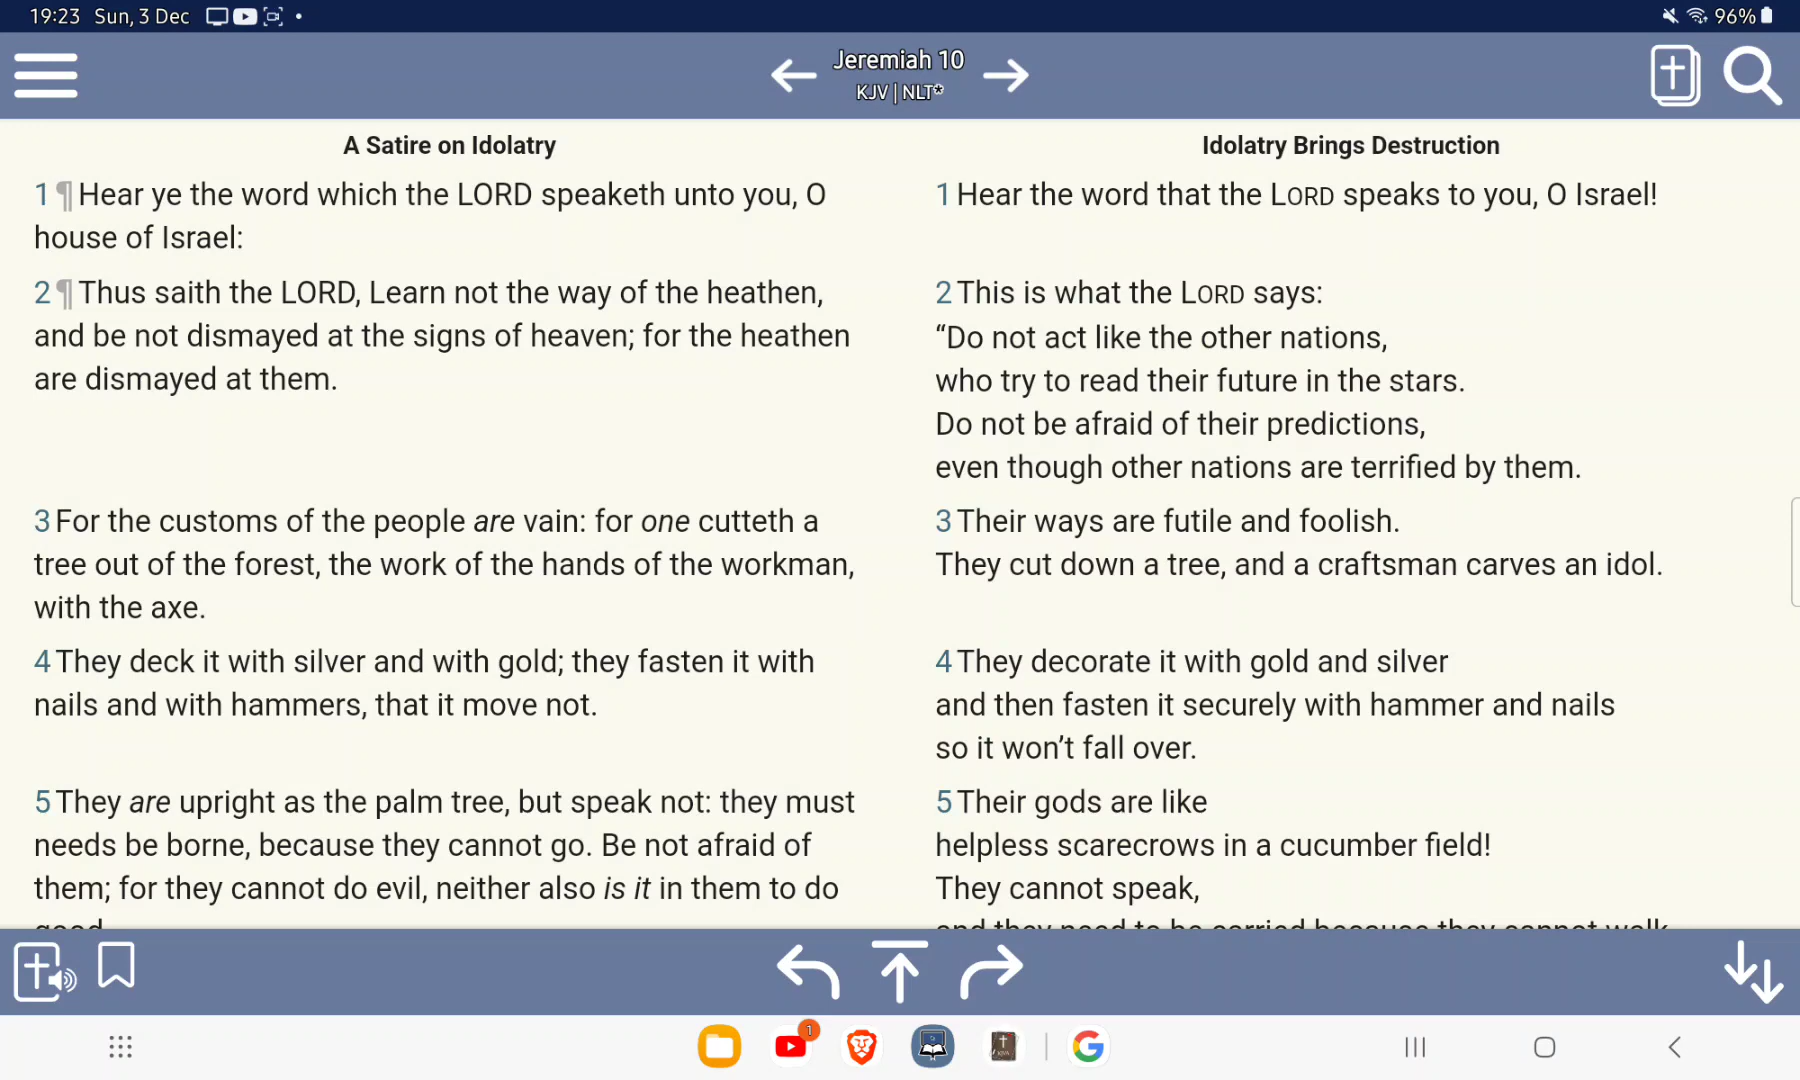 19:23 Sun, 3 Dec
96%
Jeremiah 10
KJV | NLT*
A Satire on Idolatry
1 ¶ Hear ye the word which the LORD speaketh unto you, O
house of Israel:
2 ¶ Thus saith the LORD, Learn not the way of the heathen,
and be not dismayed at the signs of heaven; for the heathen
are dismayed at them.
3 For the customs of the people are vain: for one cutteth a
tree out of the forest, the work of the hands of the workman,
with the axe.
4 They deck it with silver and with gold; they fasten it with
nails and with hammers, that it move not.
5 They are upright as the palm tree, but speak not: they must
needs be borne, because they cannot go. Be not afraid of
them; for they cannot do evil, neither also is it in them to do
good
Idolatry Brings Destruction
1 Hear the word that the LORD speaks to you, O Israel!
2 This is what the LORD says:
“Do not act like the other nations,
who try to read their future in the stars.
Do not be afraid of their predictions,
even though other nations are terrified by them.
3 Their ways are futile and foolish.
They cut down a tree, and a craftsman carves an idol.
4 They decorate it with gold and silver
and then fasten it securely with hammer and nails
so it won’t fall over.
5 Their gods are like
helpless scarecrows in a cucumber field!
They cannot speak,
and they need to be carried because they cannot walk
1